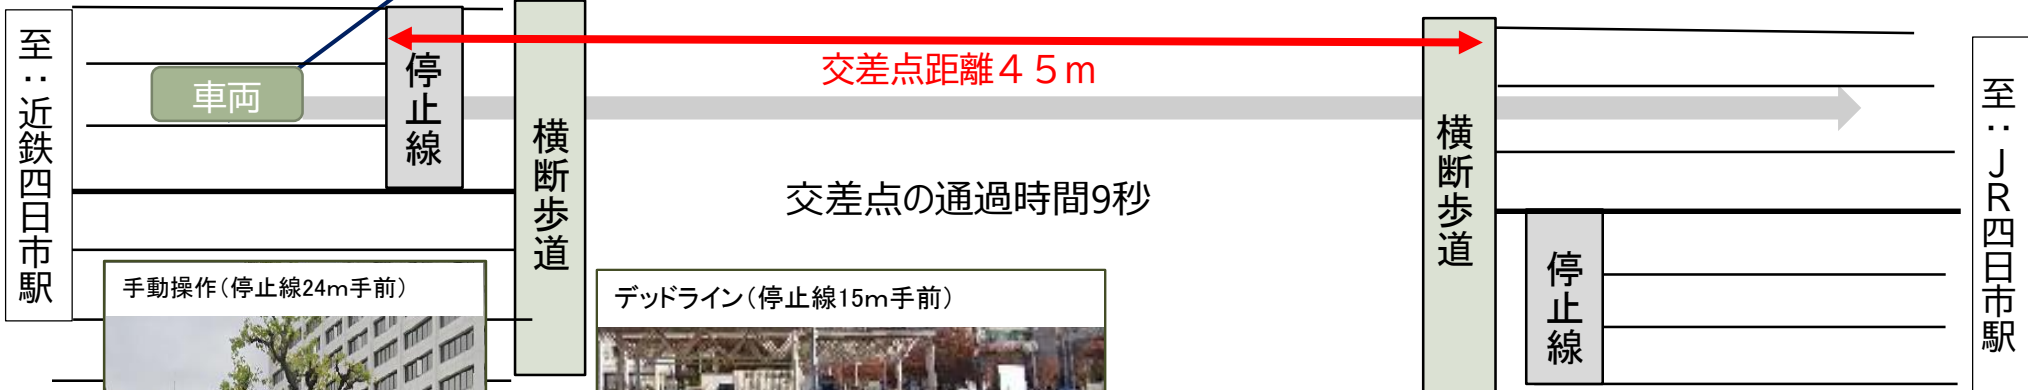 至：近鉄四日市駅
車両
停止線
横断歩道
交差点距離４５ｍ
交差点の通過時間9秒
横断歩道
停止線
至：ＪＲ四日市駅
手動操作（停止線24ｍ手前）
デッドライン（停止線15ｍ手前）